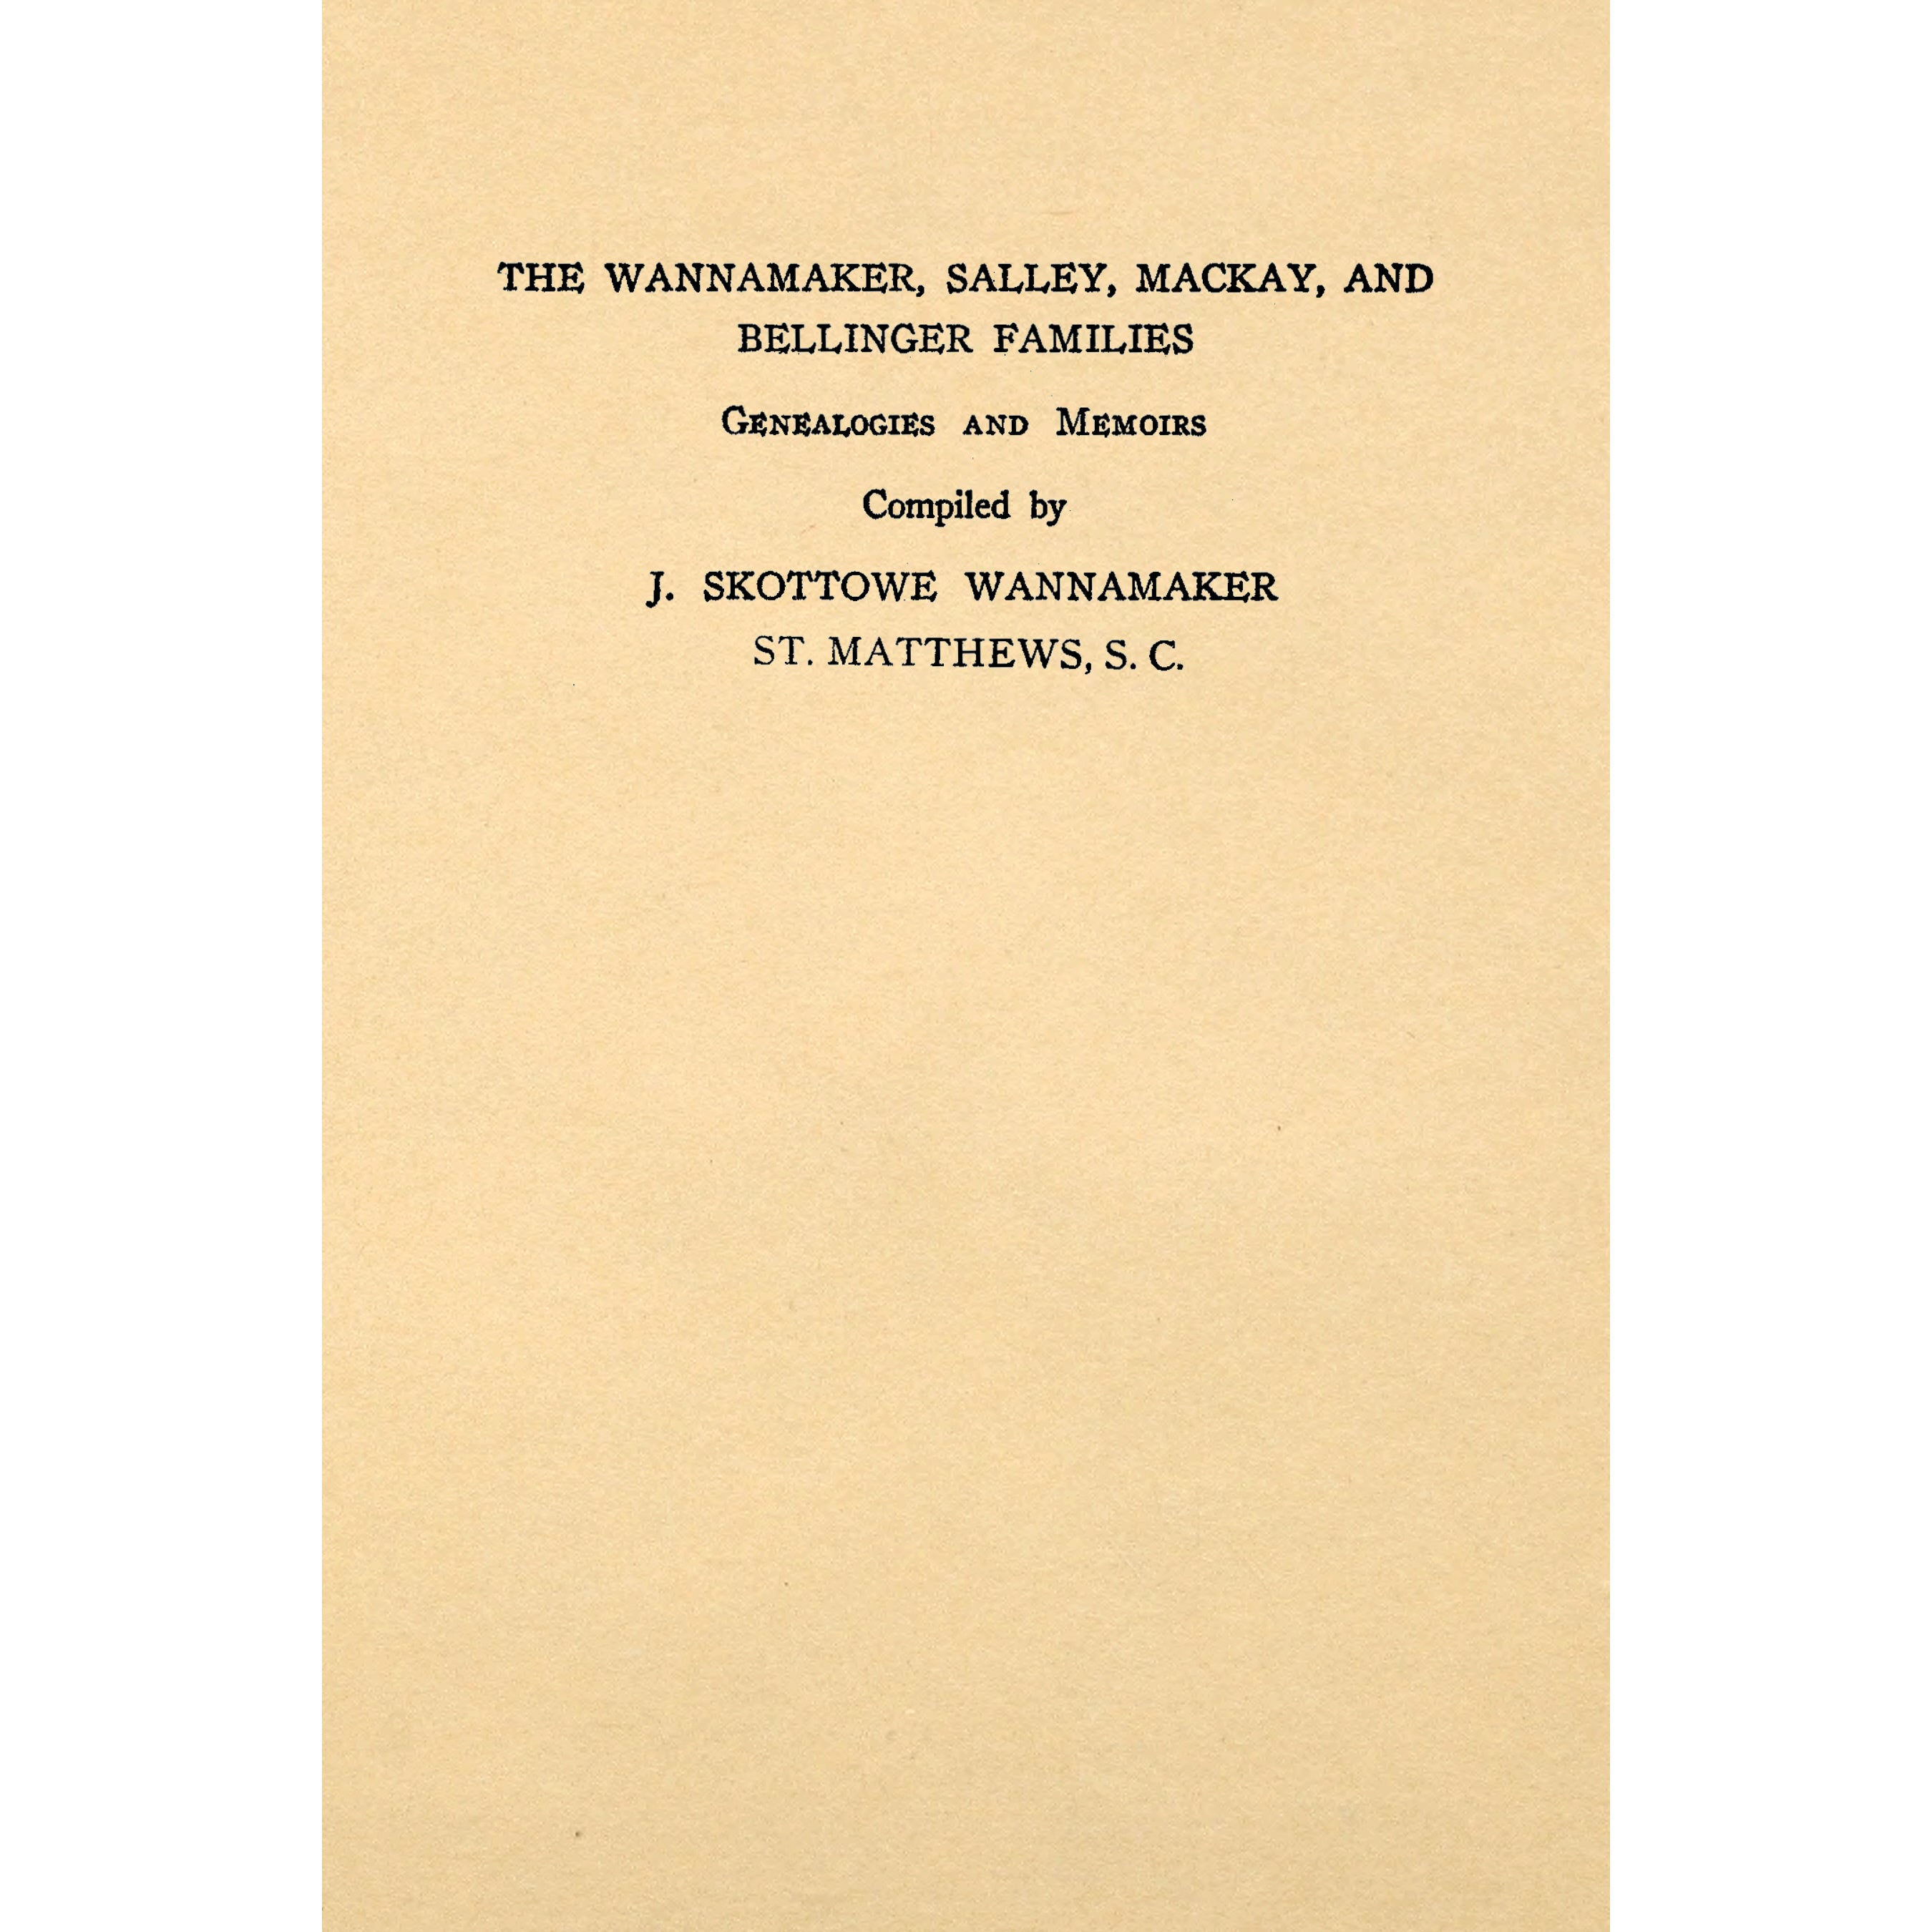 THE WANNAMAKER, SALLEY, MACKAY, AND
BELLINGER FAMILIES
GENEALOGIES AND MEMOIRS
Compiled by
J. SKOTTOWE WANNAMAKER
ST. MATTHEWS, S. C.